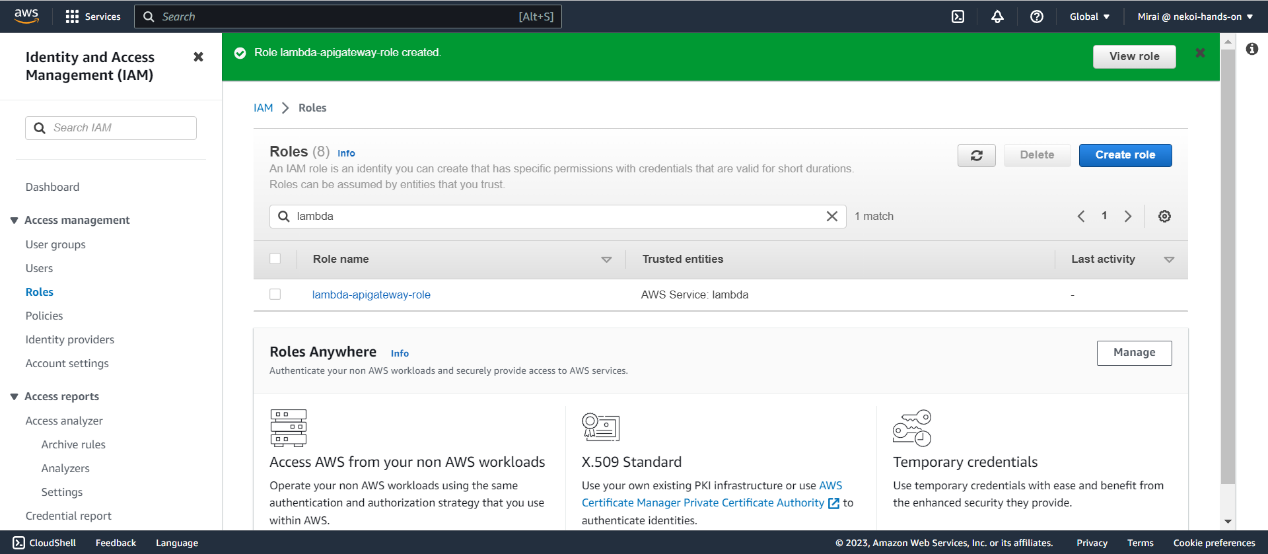 aws
Services
Search
[Alt+S]
Global
Mirai @ nekoi-hands-on
Identity and Access
Management (IAM)
Search IAM
Dashboard
Access management
User groups
Users
Roles
Policies
Identity providers
Account settings
Access reports
Access analyzer
Archive rules
Analyzers
Settings
Credential report
Role lambda-apigateway-role created.
View role
IAM
Roles
Roles (8) Info
An IAM role is an identity you can create that has specific permissions with credentials that are valid for short durations.
Roles can be assumed by entities that you trust.
Delete
Create role
lambda
1 match
1
Role name
Trusted entities
Last activity
lambda-apigateway-role
AWS Service: lambda
-
Roles Anywhere Info
Authenticate your non AWS workloads and securely provide access to AWS services.
Manage
Access AWS from your non AWS workloads
Operate your non AWS workloads using the same
authentication and authorization strategy that you use
within AWS.
X.509 Standard
Use your own existing PKI infrastructure or use AWS
Certificate Manager Private Certificate Authority to
authenticate identities.
Temporary credentials
Use temporary credentials with ease and benefit from
the enhanced security they provide.
CloudShell
Feedback
Language
© 2023, Amazon Web Services, Inc. or its affiliates.
Privacy
Terms
Cookie preferences